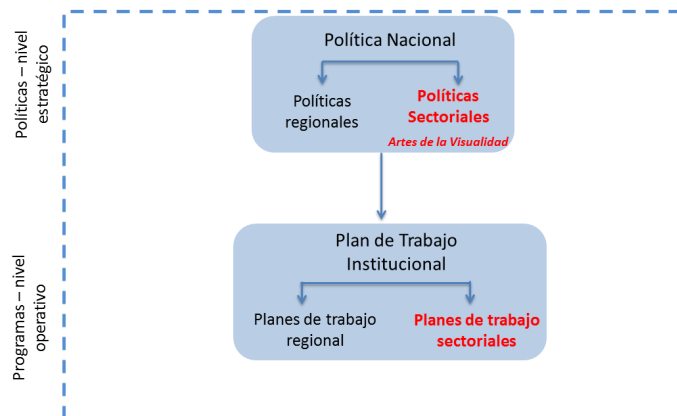 Políticas – nivel
estratégico
Política Nacional
Políticas
regionales
Políticas
Sectoriales
Artes de la Visualidad
Programas – nivel
operativo
Plan de Trabajo
Institucional
Planes de trabajo
regional
Planes de trabajo
sectoriales